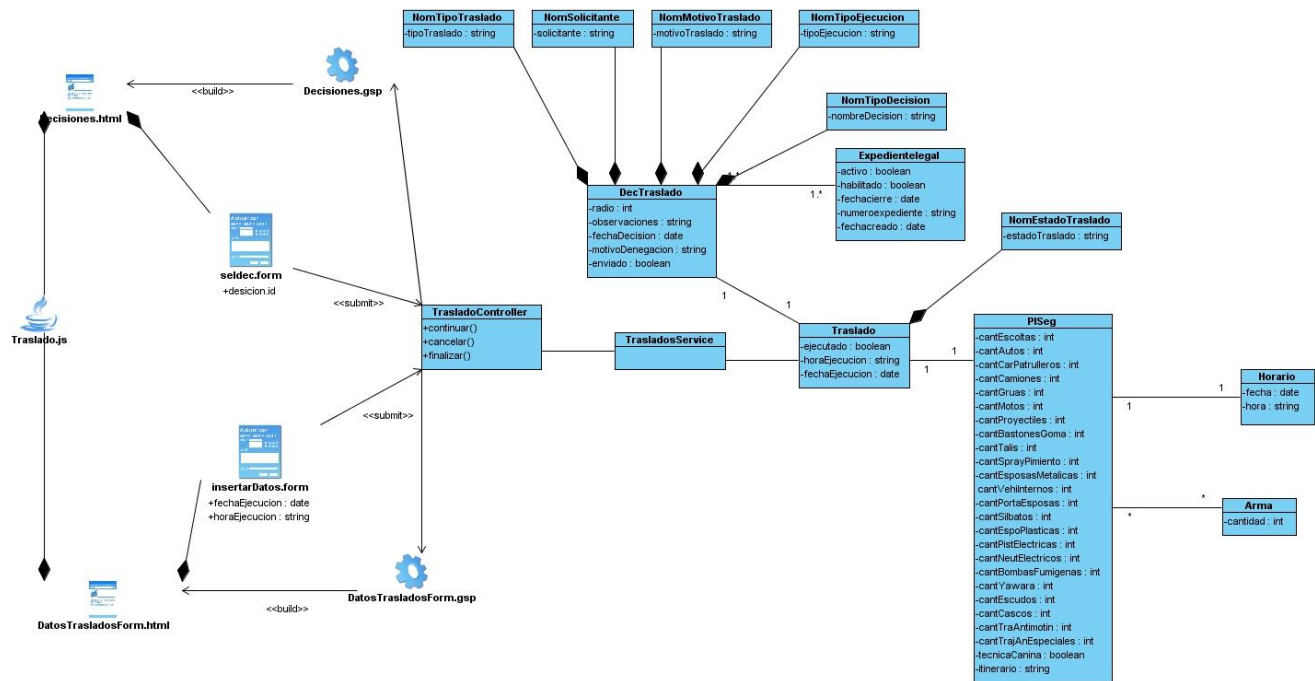 NomTipoTraslado
-tipoTraslado : string
NomSolicitante
-solicitante : string
NomMotivoTraslado
-motivoTraslado : string
NomTipoEjecucion
-tipoEjecucion : string
<<build>>
Decisiones.gsp
Decisiones.html
NomTipoDecision
-nombreDecision : string
Expedientelegal
-activo : boolean
-habilitado : boolean
-fechacierre : date
-numeroexpediente : string
-fechacreado : date
1..*
1..*
DecTraslado
-radio : int
-observaciones : string
-fechaDecision : date
-motivoDenegacion : string
-enviado : boolean
NomEstadoTraslado
-estadoTraslado : string
seldec.form
+desicion.id
<<submit>>
1
1
Traslado.js
TrasladoController
+continuar()
+cancelar()
+finalizar()
TrasladosService
Traslado
-ejecutado : boolean
-horaEjecucion : string
-fechaEjecucion : date
1
1
PlSeg
-cantEscoltas : int
-cantAutos : int
-cantCarPatrulleros : int
-cantCamiones : int
-cantGruas : int
-cantMotos : int
-cantProyectiles : int
-cantBastonesGoma : int
-cantTalis : int
-cantSprayPimiento : int
-cantEsposasMetalicas : int
cantVehiInternos : int
-cantPortaEsposas : int
-cantSilbatos : int
-cantEspoPlasticas : int
-cantPistElectricas : int
-cantNeutElectricos : int
-cantBombasFumigenas : int
-cantYawara : int
-cantEscudos : int
-cantCascos : int
-cantTraAntimotin : int
-cantTrajAnEspeciales : int
-tecnicaCanina : boolean
-itinerario : string
1
1
Horario
-fecha : date
-hora : string
*
*
Arma
-cantidad : int
<<submit>>
insertarDatos.form
+fechaEjecucion : date
+horaEjecucion : string
DatosTrasladosForm.gsp
<<build>>
DatosTrasladosForm.html